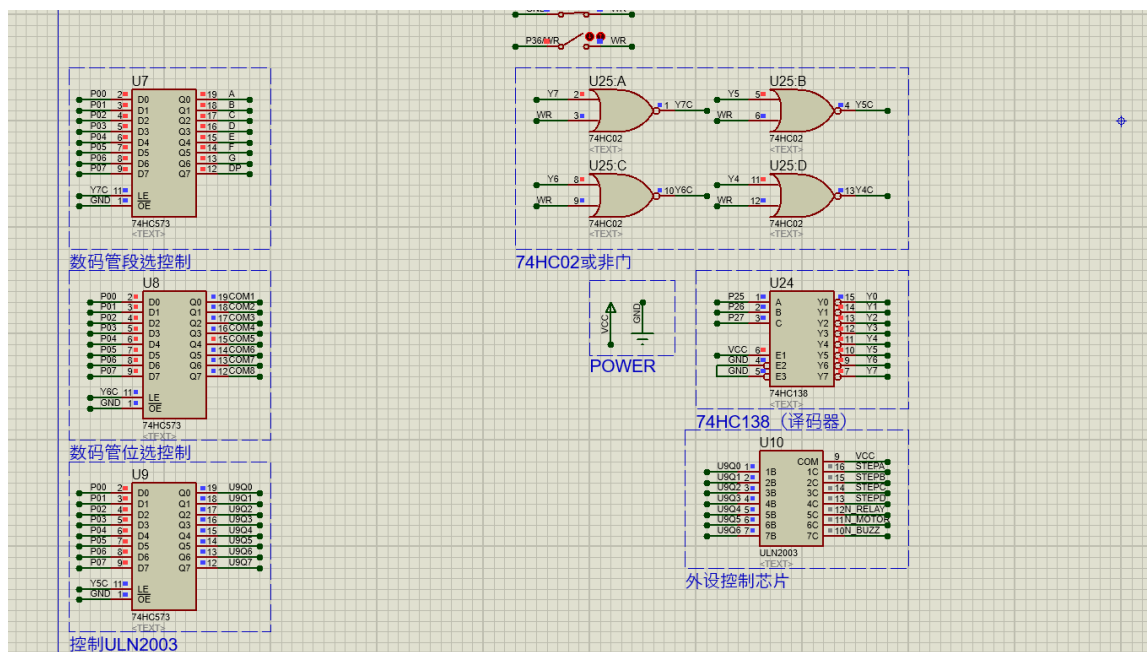 GND WR
P36/WR WR
U7
P00 2 D0 Q0 19 A
P01 3 D1 Q1 18 B
P02 4 D2 Q2 17 C
P03 5 D3 Q3 16 D
P04 6 D4 Q4 15 E
P05 7 D5 Q5 14 F
P06 8 D6 Q6 13 G
P07 9 D7 Q7 12 DP
Y7C 11 LE
GND 1 OE
74HC573
<TEXT>
数码管段选控制
U8
P00 2 D0 Q0 19 COM1
P01 3 D1 Q1 18 COM2
P02 4 D2 Q2 17 COM3
P03 5 D3 Q3 16 COM4
P04 6 D4 Q4 15 COM5
P05 7 D5 Q5 14 COM6
P06 8 D6 Q6 13 COM7
P07 9 D7 Q7 12 COM8
Y6C 11 LE
GND 1 OE
74HC573
<TEXT>
数码管位选控制
U9
P00 2 D0 Q0 19 U9Q0
P01 3 D1 Q1 18 U9Q1
P02 4 D2 Q2 17 U9Q2
P03 5 D3 Q3 16 U9Q3
P04 6 D4 Q4 15 U9Q4
P05 7 D5 Q5 14 U9Q5
P06 8 D6 Q6 13 U9Q6
P07 9 D7 Q7 12 U9Q7
Y5C 11 LE
GND 1 OE
74HC573
<TEXT>
控制ULN2003
U25:A
Y7 2 1 Y7C
WR 3
74HC02
<TEXT>
U25:B
Y5 5 4 Y5C
WR 6
74HC02
<TEXT>
U25:C
Y6 8 10 Y6C
WR 9
74HC02
<TEXT>
U25:D
Y4 11 13 Y4C
WR 12
74HC02
<TEXT>
74HC02或非门
VCC GND
POWER
U24
P25 1 A Y0 15 Y0
P26 2 B Y1 14 Y1
P27 3 C Y2 13 Y2
Y3 12 Y3
Y4 11 Y4
VCC 6 E1 Y5 10 Y5
GND 4 E2 Y6 9 Y6
GND 5 E3 Y7 7 Y7
74HC138
<TEXT>
74HC138（译码器）
U10
COM 9 VCC
U9Q0 1 1B 1C 16 STEPA
U9Q1 2 2B 2C 15 STEPB
U9Q2 3 3B 3C 14 STEPC
U9Q3 4 4B 4C 13 STEPD
U9Q4 5 5B 5C 12 N_RELAY
U9Q5 6 6B 6C 11 N_MOTOR
U9Q6 7 7B 7C 10 N_BUZZ
ULN2003
<TEXT>
外设控制芯片